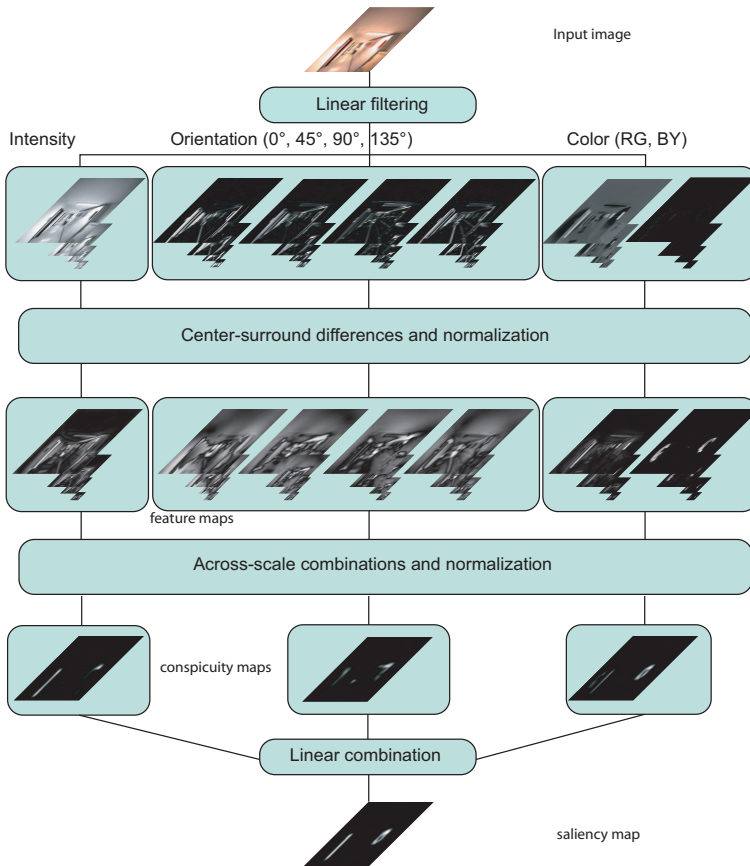 Input image
Linear filtering
Intensity
Orientation (0°, 45°, 90°, 135°)
Color (RG, BY)
Center-surround differences and normalization
feature maps
Across-scale combinations and normalization
conspicuity maps
Linear combination
saliency map